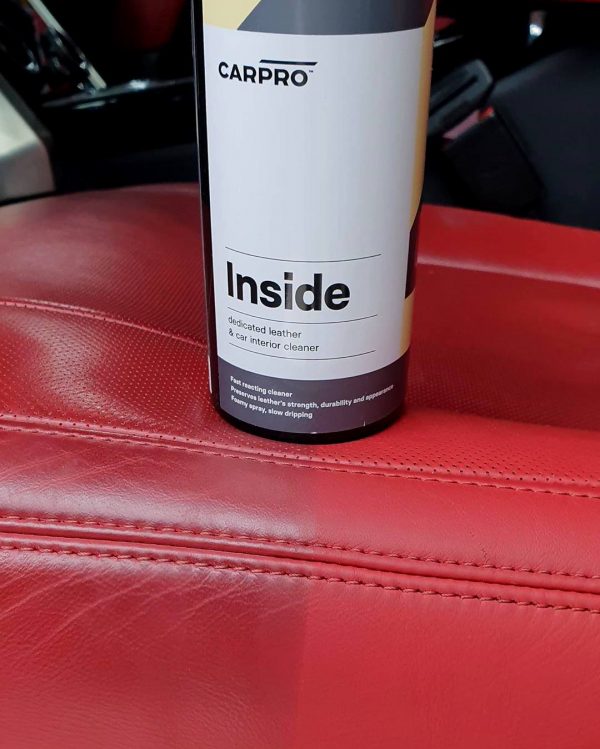 CARPRO™
Inside
dedicated leather
& car interior cleaner
Fast reacting cleaner
Preserves leather's strength, durability and appearance
Foamy spray, slow dripping